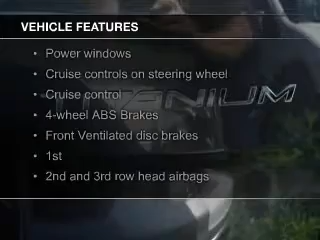 VEHICLE FEATURES
• Power windows
• Cruise controls on steering wheel
• Cruise control
• 4-wheel ABS Brakes
• Front Ventilated disc brakes
• 1st
• 2nd and 3rd row head airbags
TITANIUM